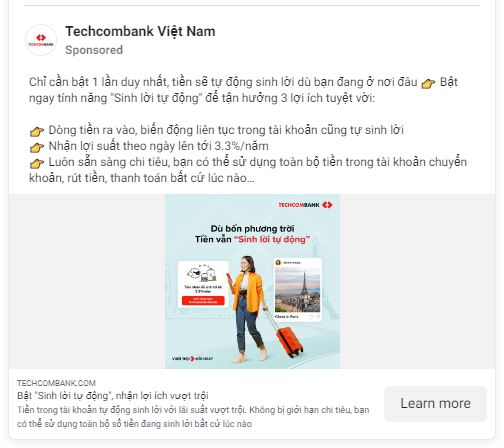 TECHCOMBANK
Techcombank Việt Nam
Sponsored
Chỉ cần bật 1 lần duy nhất, tiền sẽ tự động sinh lời dù bạn đang ở nơi đâu 👉 Bật
ngay tính năng "Sinh lời tự động" để tận hưởng 3 lợi ích tuyệt vời:
👉 Dòng tiền ra vào, biến động liên tục trong tài khoản cũng tự sinh lời
👉 Nhận lợi suất theo ngày lên tới 3.3%/năm
👉 Luôn sẵn sàng chi tiêu, bạn có thể sử dụng toàn bộ tiền trong tài khoản chuyển
khoản, rút tiền, thanh toán bất cứ lúc nào...
TECHCOMBANK
Dù bốn phương trời
Tiền vẫn "Sinh lời tự động"
Check in Paris
VƯỢT TRỘI MỖI NGÀY
TECHCOMBANK.COM
Bật "Sinh lời tự động", nhận lợi ích vượt trội
Tiền trong tài khoản tự động sinh lời với lãi suất vượt trội. Không bị giới hạn chi tiêu, bạn
có thể sử dụng toàn bộ số tiền đang sinh lời bất cứ lúc nào
Learn more